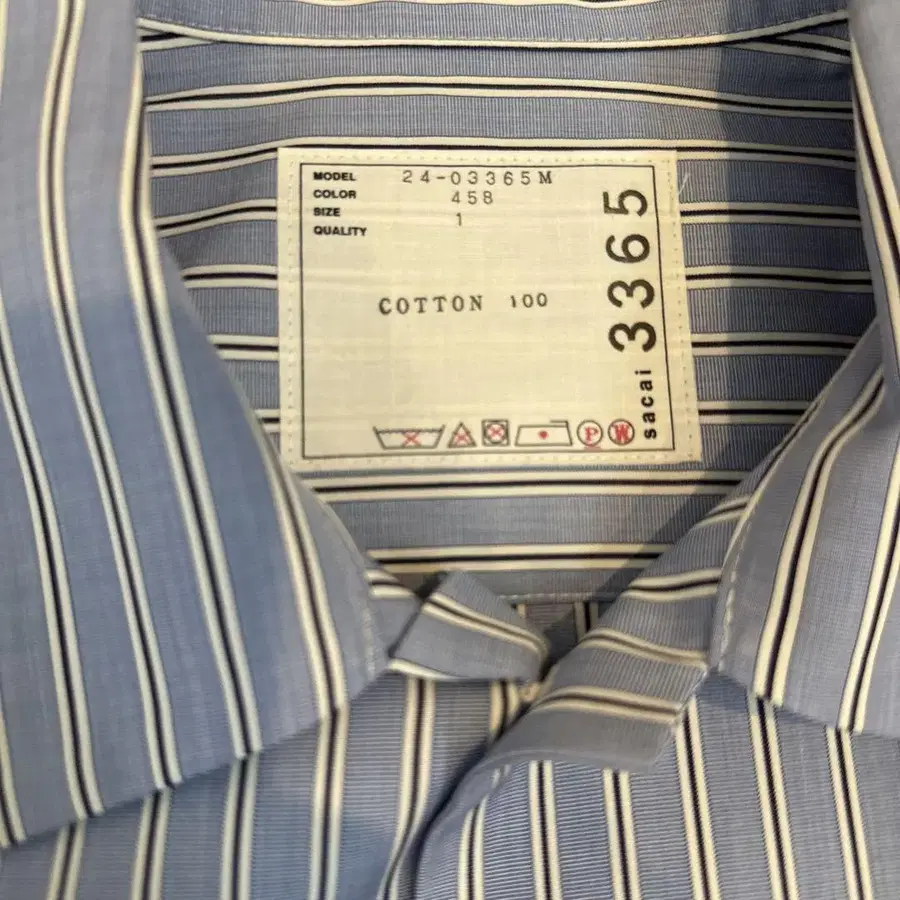 MODEL 24-03365M
COLOR 458
SIZE 1
QUALITY
COTTON 100
P W
sacai 3365